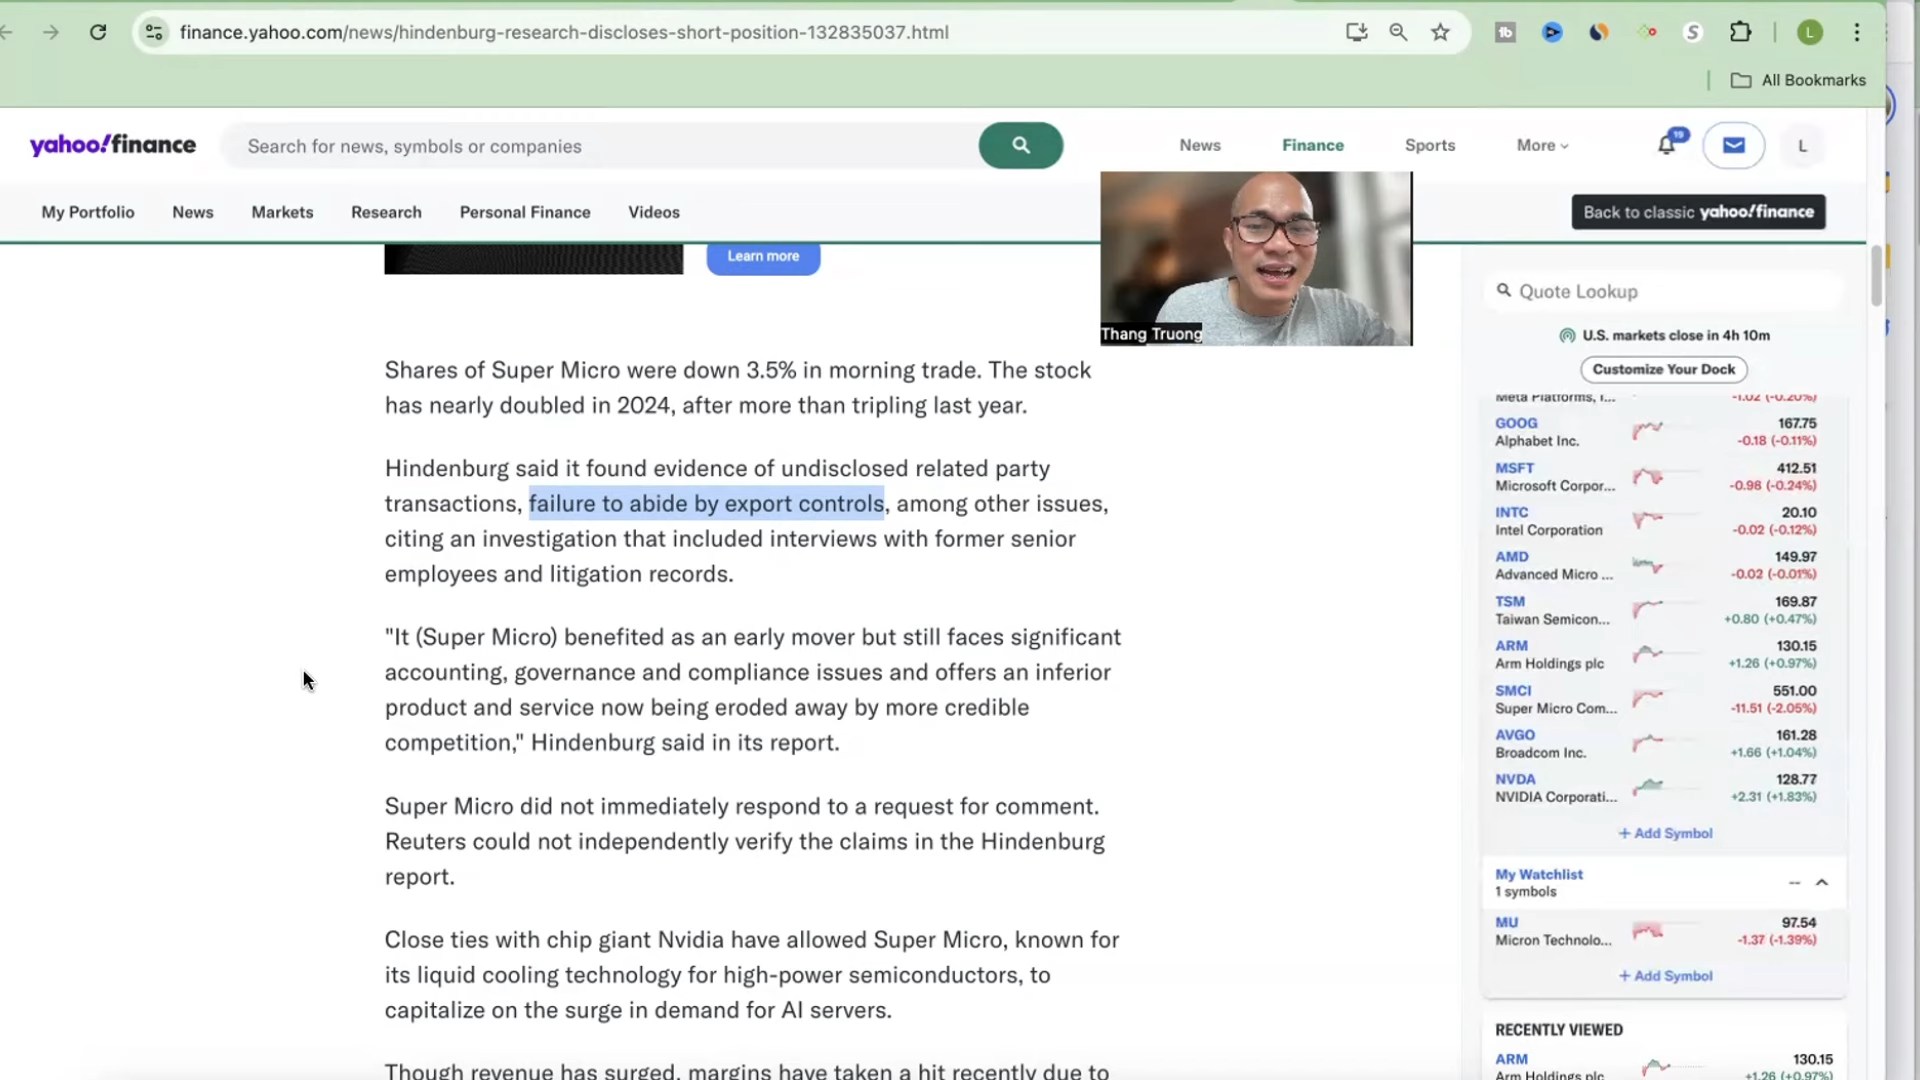 finance.yahoo.com/news/hindenburg-research-discloses-short-position-132835037.html
tb
S
L
All Bookmarks
yahoo!finance
Search for news, symbols or companies
News
Finance
Sports
More
19
L
My Portfolio
News
Markets
Research
Personal Finance
Videos
Back to classic yahoo!finance
Learn more
Thang Truong
Shares of Super Micro were down 3.5% in morning trade. The stock
has nearly doubled in 2024, after more than tripling last year.
Hindenburg said it found evidence of undisclosed related party
transactions, failure to abide by export controls, among other issues,
citing an investigation that included interviews with former senior
employees and litigation records.
"It (Super Micro) benefited as an early mover but still faces significant
accounting, governance and compliance issues and offers an inferior
product and service now being eroded away by more credible
competition," Hindenburg said in its report.
Super Micro did not immediately respond to a request for comment.
Reuters could not independently verify the claims in the Hindenburg
report.
Close ties with chip giant Nvidia have allowed Super Micro, known for
its liquid cooling technology for high-power semiconductors, to
capitalize on the surge in demand for AI servers.
Though revenue has surged, margins have taken a hit recently due to
Quote Lookup
U.S. markets close in 4h 10m
Customize Your Dock
Meta Platforms, I... -1.02 (-0.20%)
GOOG 167.75
Alphabet Inc. -0.18 (-0.11%)
MSFT 412.51
Microsoft Corpor... -0.98 (-0.24%)
INTC 20.10
Intel Corporation -0.02 (-0.12%)
AMD 149.97
Advanced Micro ... -0.02 (-0.01%)
TSM 169.87
Taiwan Semicon... +0.80 (+0.47%)
ARM 130.15
Arm Holdings plc +1.26 (+0.97%)
SMCI 551.00
Super Micro Com... -11.51 (-2.05%)
AVGO 161.28
Broadcom Inc. +1.66 (+1.04%)
NVDA 128.77
NVIDIA Corporati... +2.31 (+1.83%)
+ Add Symbol
My Watchlist --
1 symbols
MU 97.54
Micron Technolo... -1.37 (-1.39%)
+ Add Symbol
RECENTLY VIEWED
ARM 130.15
Arm Holdings plc +1.26 (+0.97%)